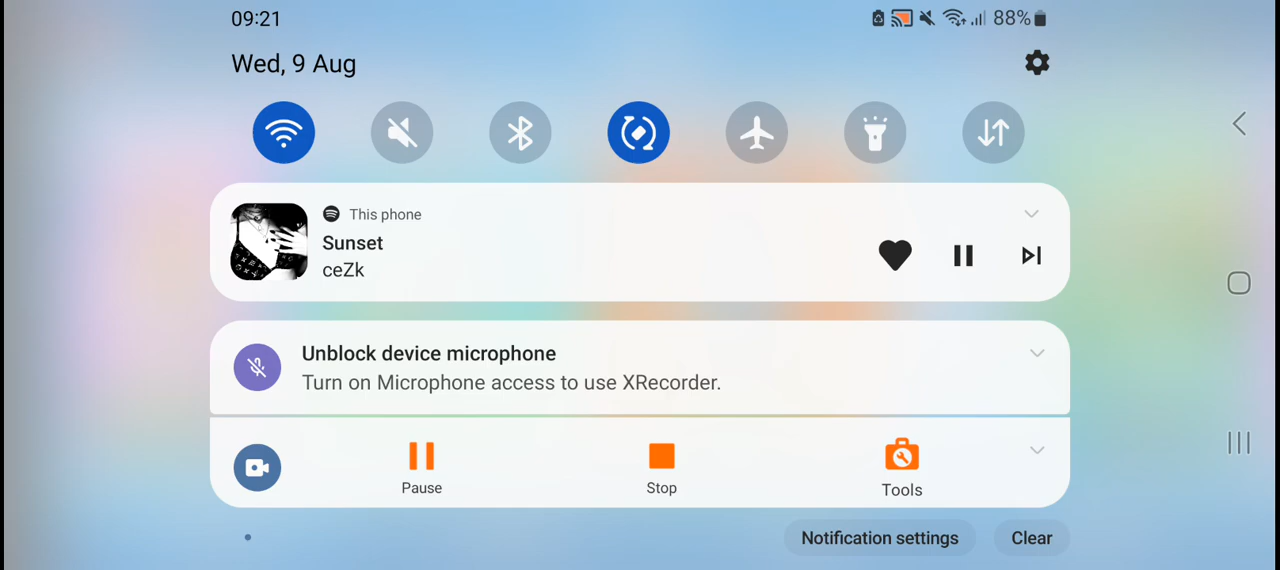 09:21
88%
Wed, 9 Aug
This phone
Sunset
ceZk
Unblock device microphone
Turn on Microphone access to use XRecorder.
Pause
Stop
Tools
Notification settings
Clear